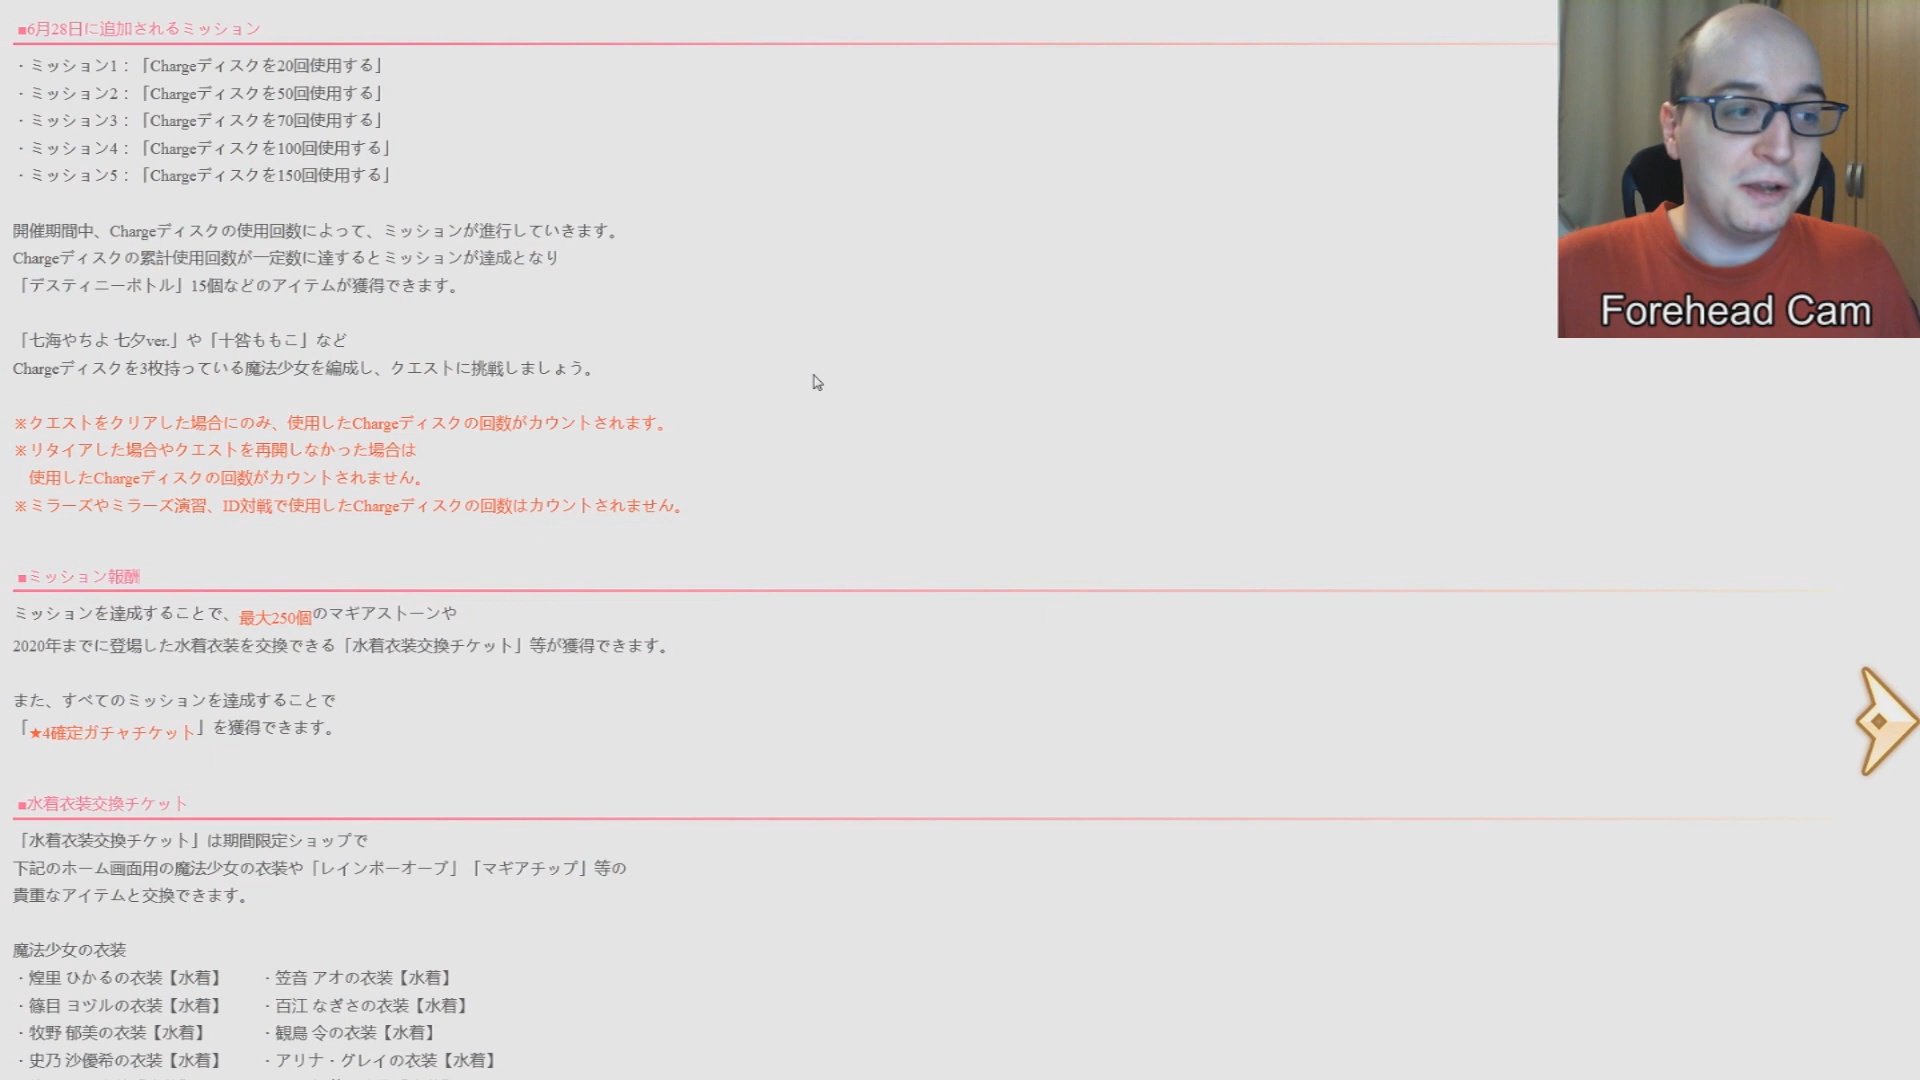 ■6月28日に追加されるミッション
・ミッション1：「Chargeディスクを20回使用する」
・ミッション2：「Chargeディスクを50回使用する」
・ミッション3：「Chargeディスクを70回使用する」
・ミッション4：「Chargeディスクを100回使用する」
・ミッション5：「Chargeディスクを150回使用する」
開催期間中、Chargeディスクの使用回数によって、ミッションが進行していきます。
Chargeディスクの累計使用回数が一定数に達するとミッションが達成となり
「デスティニーボトル」15個などのアイテムが獲得できます。
「七海やちよ 七夕ver.」や「十咎ももこ」など
Chargeディスクを3枚持っている魔法少女を編成し、クエストに挑戦しましょう。
※クエストをクリアした場合にのみ、使用したChargeディスクの回数がカウントされます。
※リタイアした場合やクエストを再開しなかった場合は
使用したChargeディスクの回数がカウントされません。
※ミラーズやミラーズ演習、ID対戦で使用したChargeディスクの回数はカウントされません。
■ミッション報酬
ミッションを達成することで、最大250個のマギアストーンや
2020年までに登場した水着衣装を交換できる「水着衣装交換チケット」等が獲得できます。
また、すべてのミッションを達成することで
「★4確定ガチャチケット」を獲得できます。
■水着衣装交換チケット
「水着衣装交換チケット」は期間限定ショップで
下記のホーム画面用の魔法少女の衣装や「レインボーオーブ」「マギアチップ」等の
貴重なアイテムと交換できます。
魔法少女の衣装
・煌里 ひかるの衣装【水着】 ・笠音 アオの衣装【水着】
・篠目 ヨヅルの衣装【水着】 ・百江 なぎさの衣装【水着】
・牧野 郁美の衣装【水着】 ・観鳥 令の衣装【水着】
・史乃 沙優希の衣装【水着】 ・アリナ・グレイの衣装【水着】
Forehead Cam